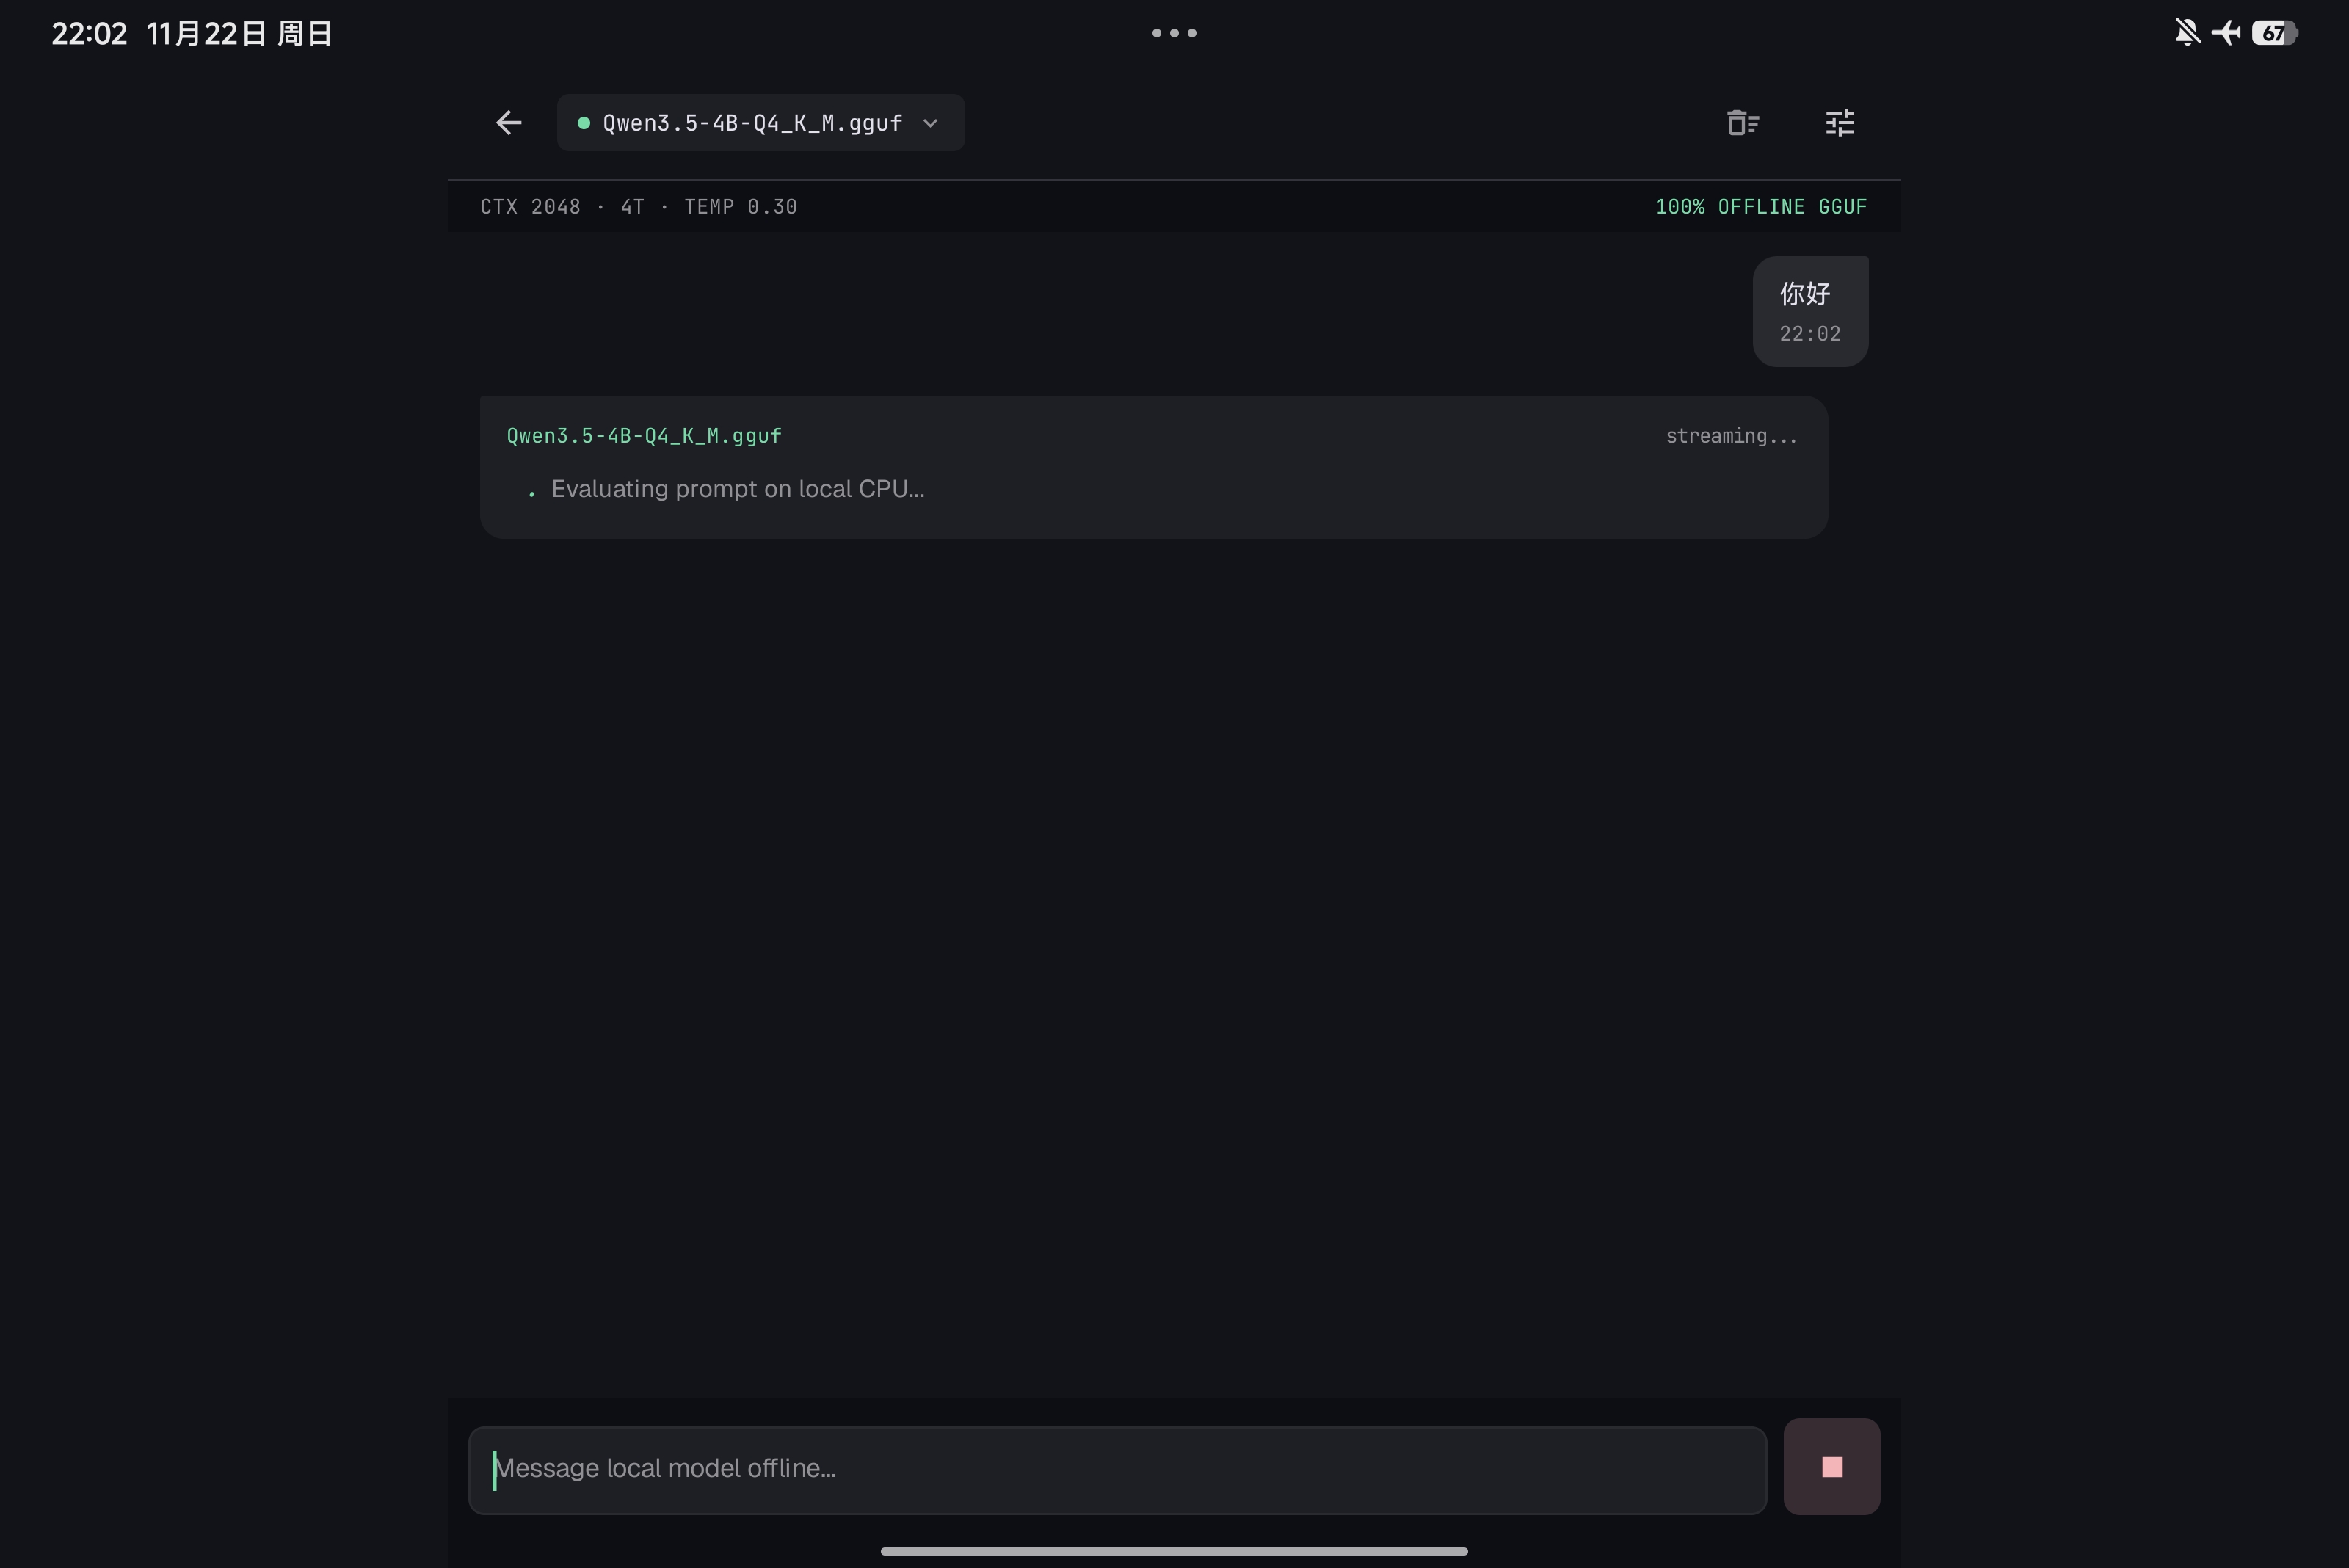 22:02 11月22日 周日
67
Qwen3.5-4B-Q4_K_M.gguf
CTX 2048 · 4T · TEMP 0.30
100% OFFLINE GGUF
你好
22:02
Qwen3.5-4B-Q4_K_M.gguf
streaming...
Evaluating prompt on local CPU...
Message local model offline...